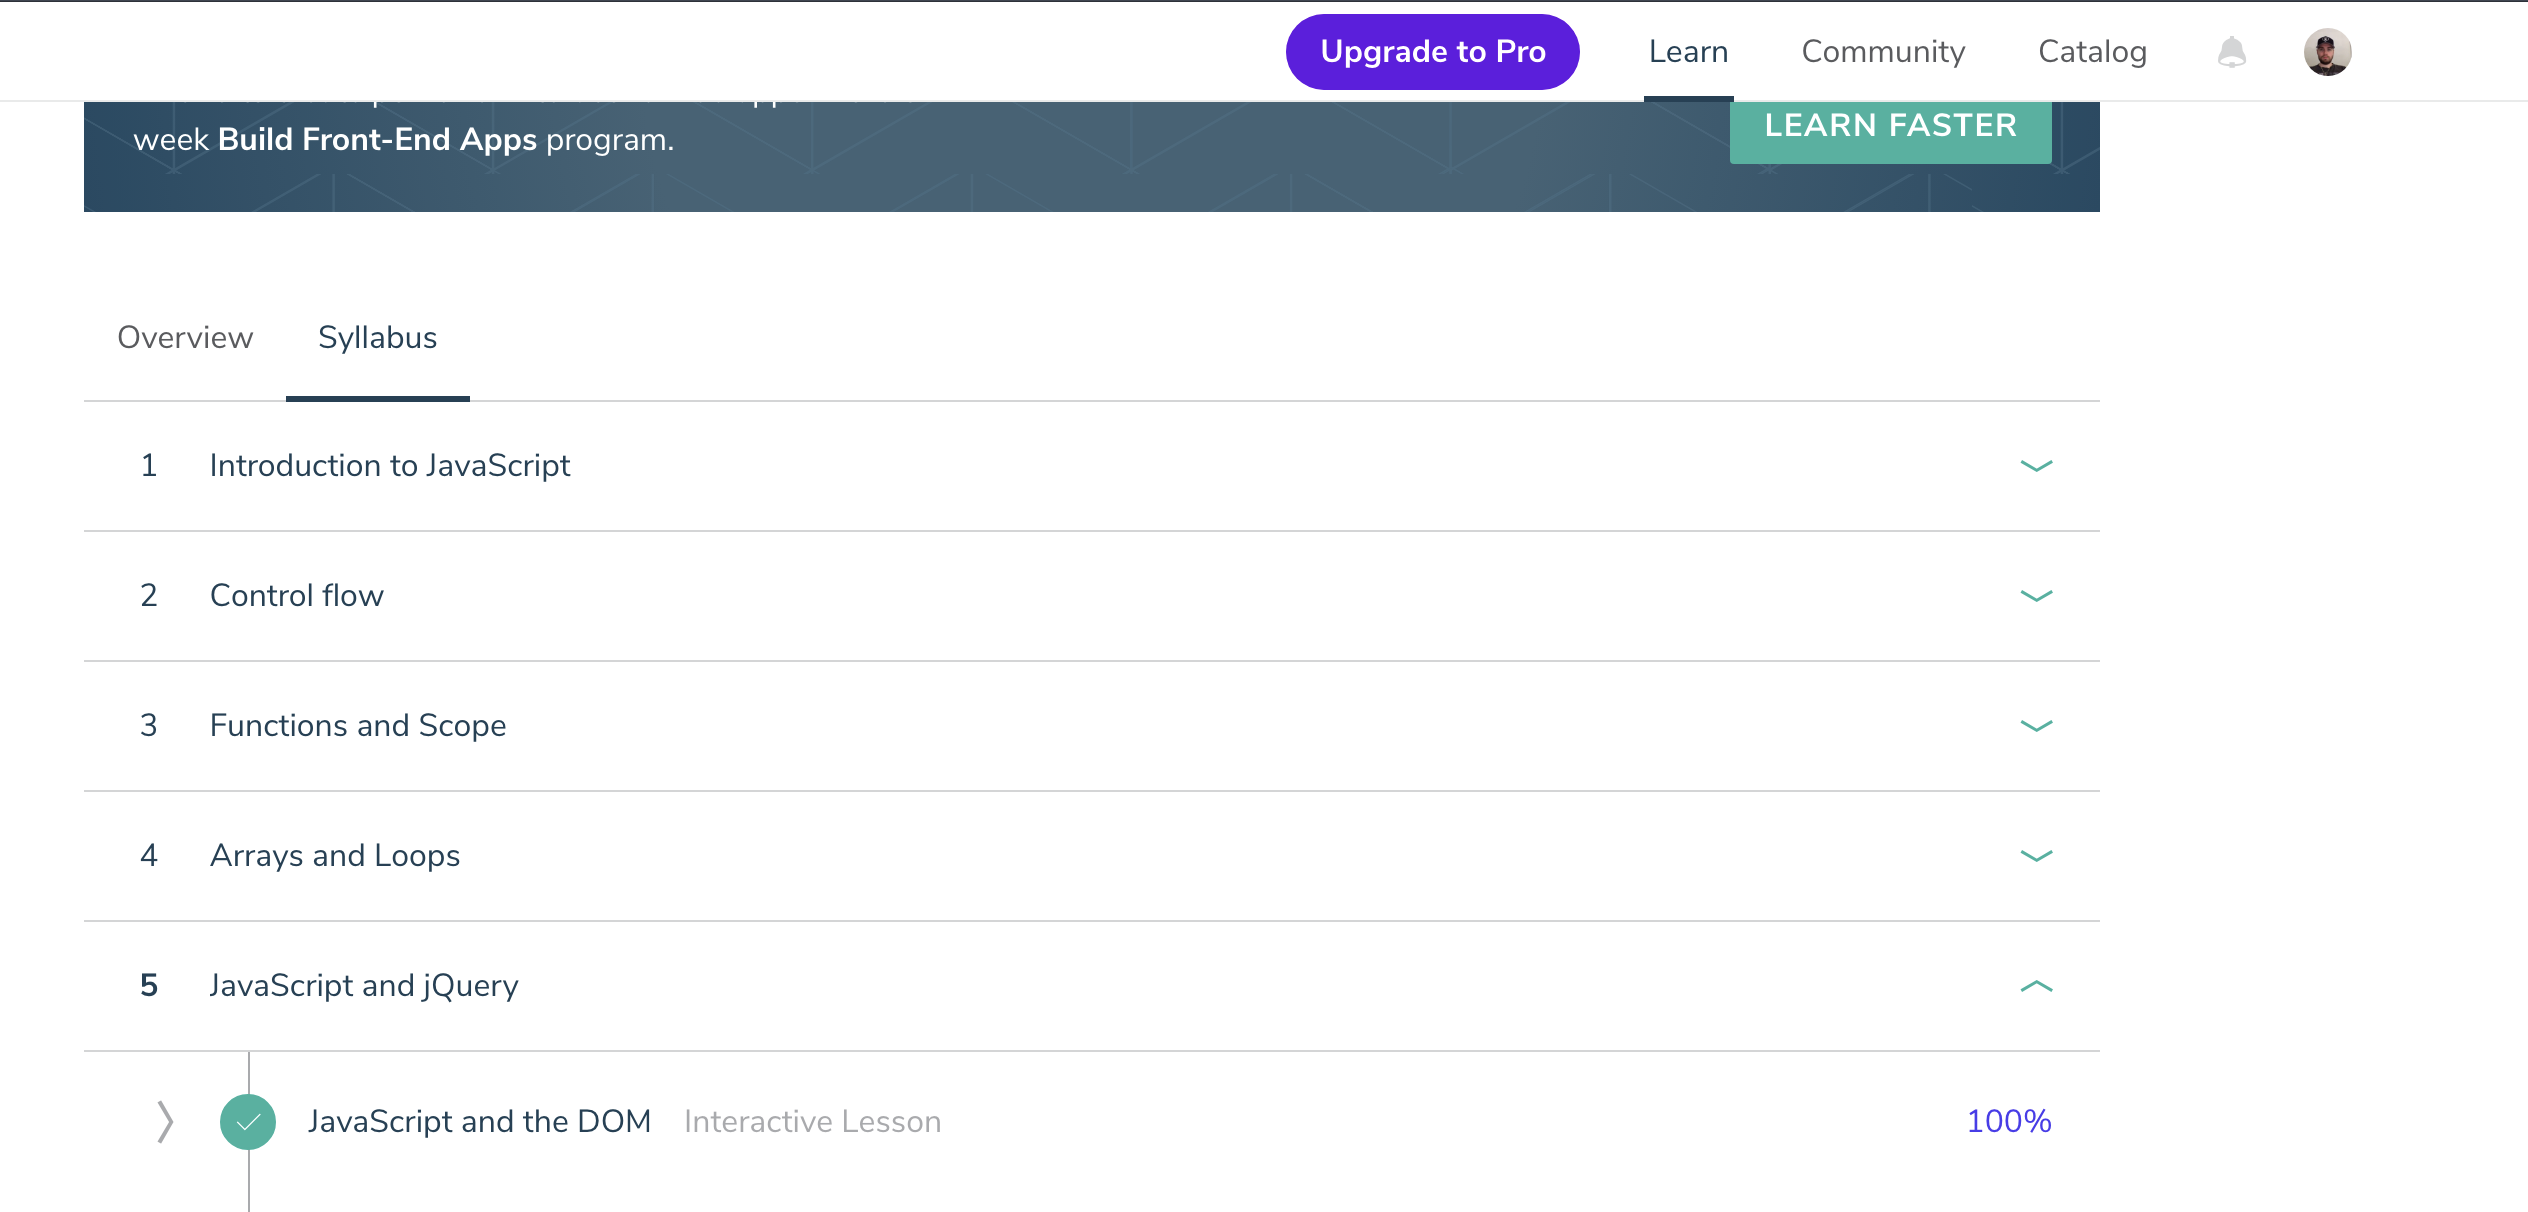 Upgrade to Pro Learn Community Catalog
week Build Front-End Apps program.
LEARN FASTER
Overview Syllabus
1 Introduction to JavaScript
2 Control flow
3 Functions and Scope
4 Arrays and Loops
5 JavaScript and jQuery
JavaScript and the DOM Interactive Lesson 100%